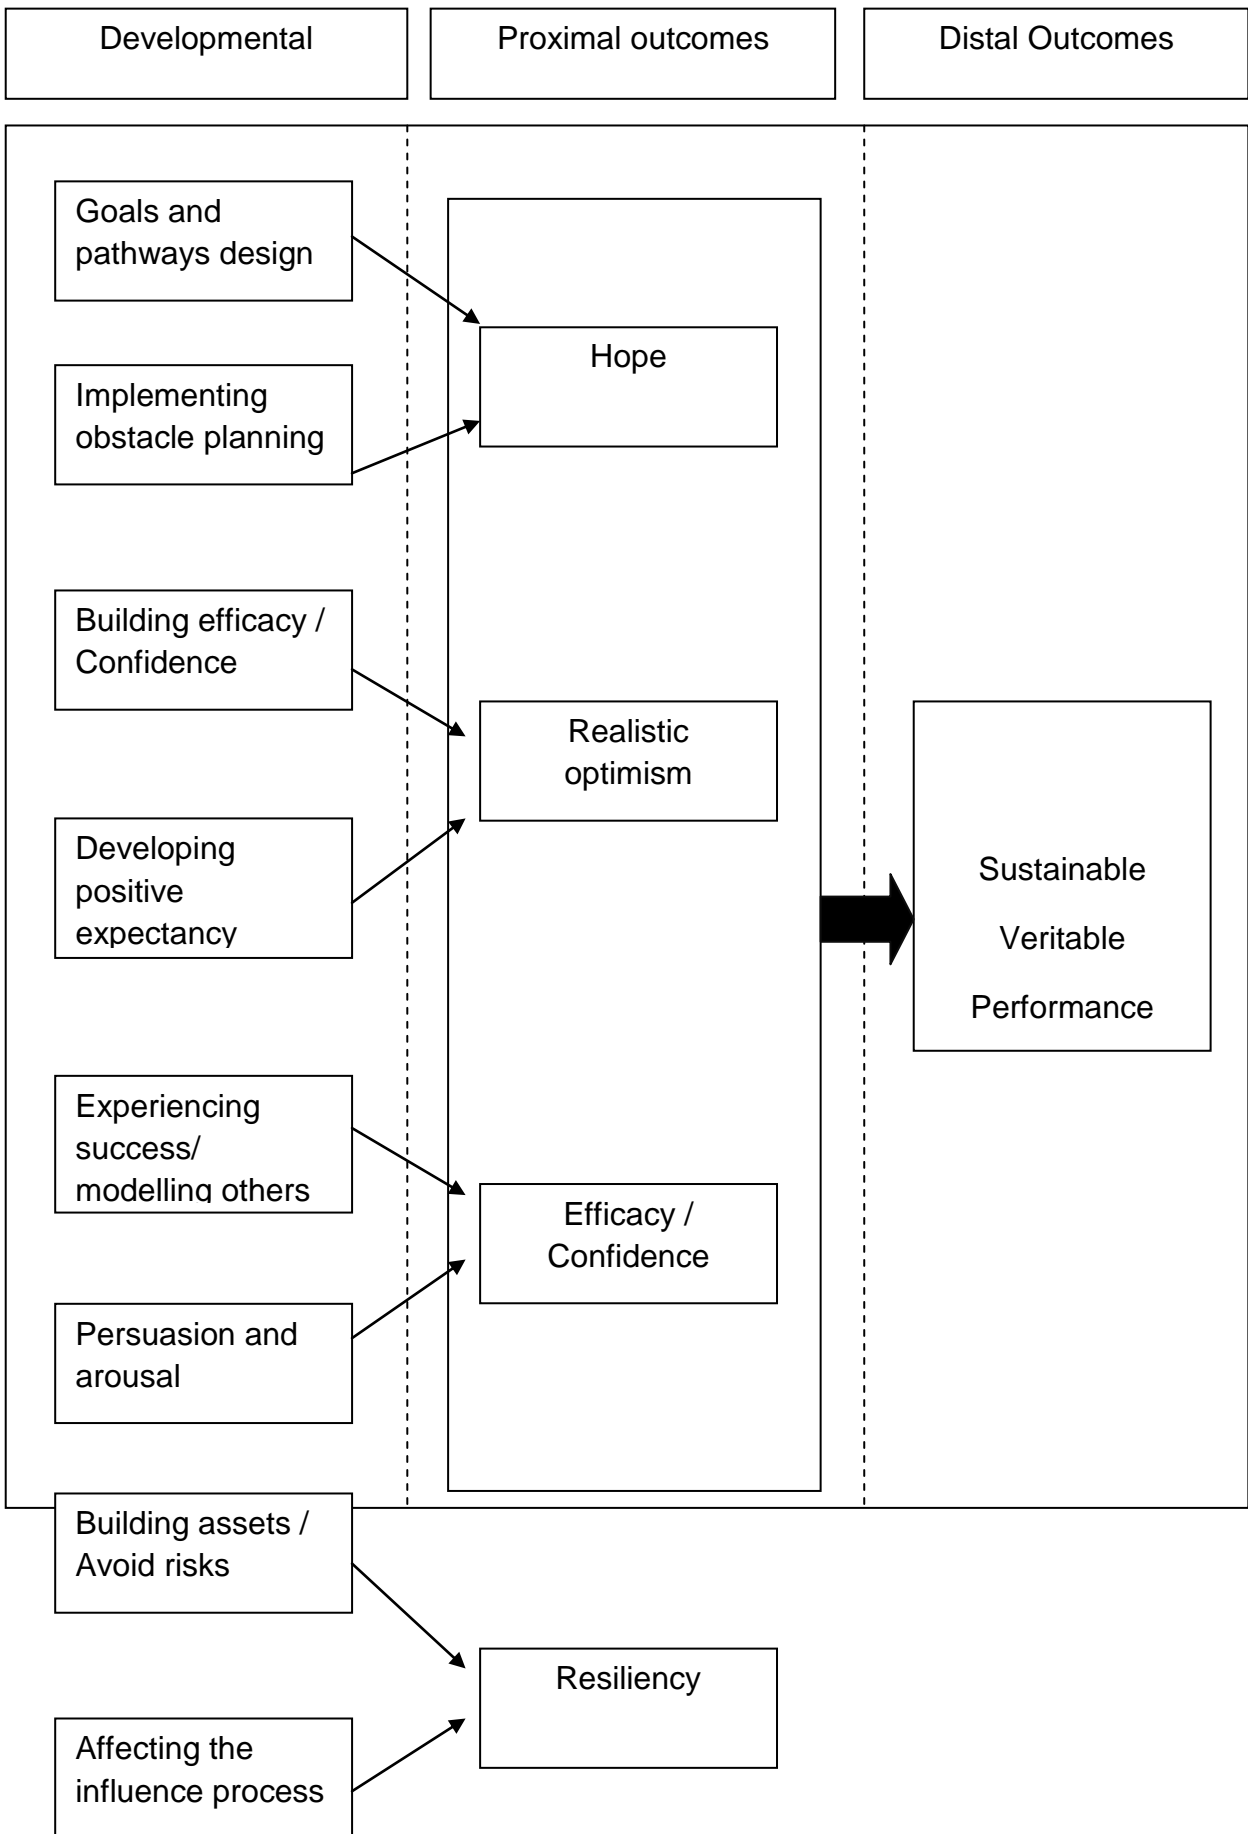 Developmental
Proximal outcomes
Distal Outcomes
Goals and
pathways design
Implementing
obstacle planning
Hope
Building efficacy /
Confidence
Developing
positive
expectancy
Realistic
optimism
Sustainable
Veritable
Performance
Experiencing
success/
modelling others
Persuasion and
arousal
Efficacy /
Confidence
Building assets /
Avoid risks
Affecting the
influence process
Resiliency